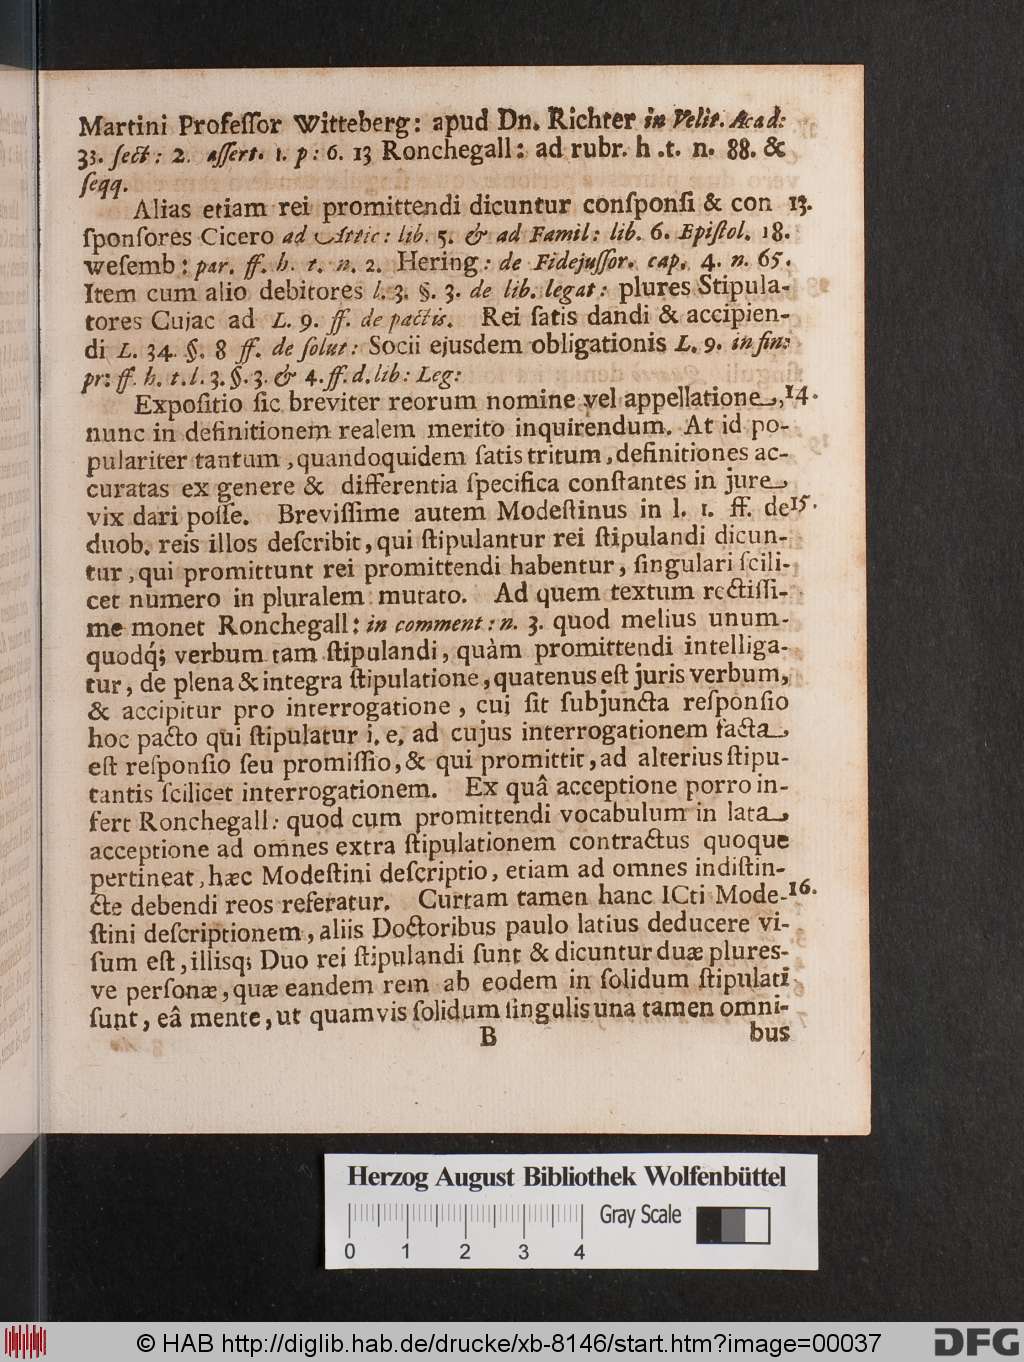 Martini Profeſſor Witteberg: apud Dn. Richter in Velit. Acad:
33. ſect: 2. aſſert. 1. p: 6. 13 Ronchegall: ad rubr. h .t. n. 88. &
ſeqq.
Alias etiam rei promittendi dicuntur conſponſi & con 13.
ſponſores Cicero ad Attic: lib. 5. & ad Famil: lib. 6. Epiſtol. 18.
weſemb: par. ff. h. t. n. 2. Hering: de Fidejuſſor. cap. 4. n. 65.
Item cum alio debitores l. 3. §. 3. de lib. legat: plures Stipula-
tores Cujac ad L. 9. ff. de pactis. Rei ſatis dandi & accipien-
di L. 34. §. 8 ff. de ſolut: Socii ejusdem obligationis L. 9. in fin:
pr: ff. h. t. l. 3. §. 3. & 4. ff. d. lib: Leg:
Expoſitio ſic breviter reorum nomine vel appellatione, 14.
nunc in definitionem realem merito inquirendum. At id po-
pulariter tantum, quandoquidem ſatis tritum, definitiones ac-
curatas ex genere & differentia ſpecifica conſtantes in jure
vix dari poſſe. Breviſſime autem Modeſtinus in l. 1. ff. de 15.
duob. reis illos deſcribit, qui ſtipulantur rei ſtipulandi dicun-
tur, qui promittunt rei promittendi habentur, ſingulari ſcili-
cet numero in pluralem mutato. Ad quem textum rectiſſi-
me monet Ronchegall: in comment: n. 3. quod melius unum-
quodq́; verbum tam ſtipulandi, quàm promittendi intelliga-
tur, de plena & integra ſtipulatione, quatenus eſt juris verbum,
& accipitur pro interrogatione, cui ſit ſubjuncta reſponſio
hoc pacto qui ſtipulatur i. e. ad cujus interrogationem facta
eſt reſponſio ſeu promiſſio, & qui promittit, ad alterius ſtipu-
tantis ſcilicet interrogationem. Ex quâ acceptione porro in-
fert Ronchegall: quod cum promittendi vocabulum in lata
acceptione ad omnes extra ſtipulationem contractus quoque
pertineat, hæc Modeſtini deſcriptio, etiam ad omnes indiſtin-
cte debendi reos referatur. Curtam tamen hanc ICti Mode- 16.
ſtini deſcriptionem, aliis Doctoribus paulo latius deducere vi-
ſum eſt, illisq; Duo rei ſtipulandi ſunt & dicuntur duæ plures-
ve perſonæ, quæ eandem rem ab eodem in ſolidum ſtipulati
ſunt, eâ mente, ut quamvis ſolidum ſingulis una tamen omni-
B bus
Herzog August Bibliothek Wolfenbüttel
Gray Scale
0 1 2 3 4
© HAB http://diglib.hab.de/drucke/xb-8146/start.htm?image=00037
DFG